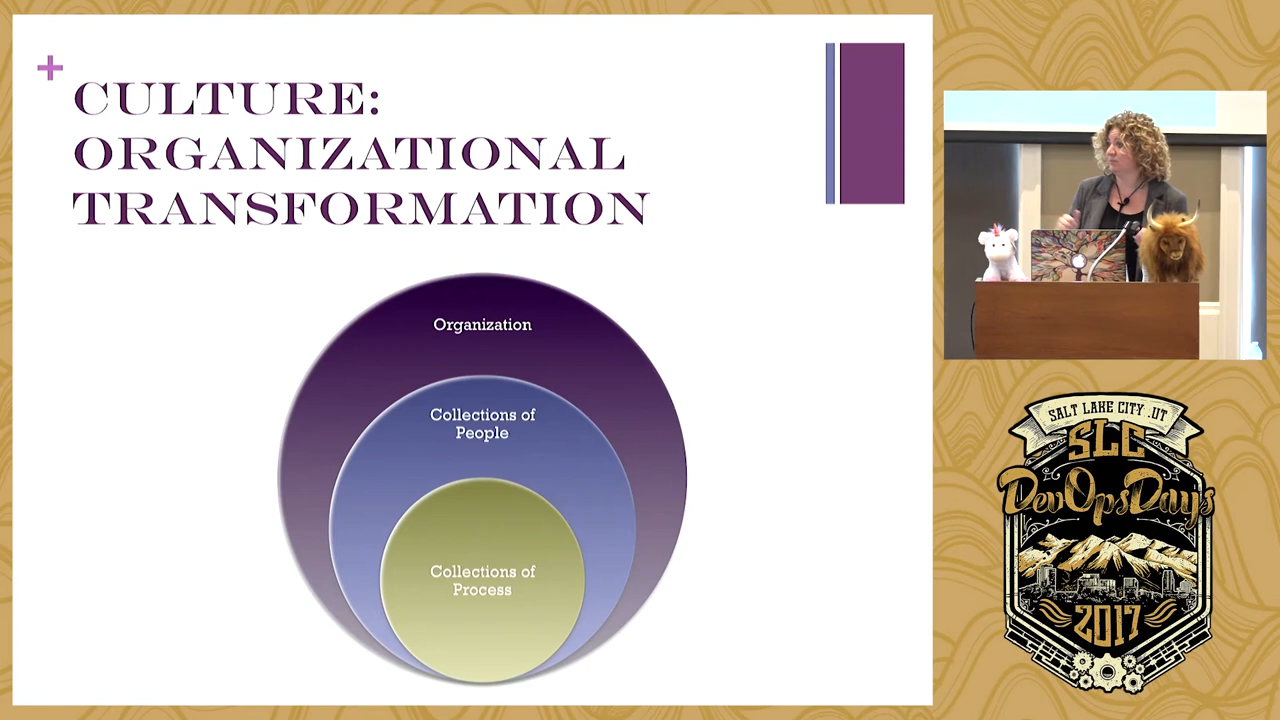 +
CULTURE:
ORGANIZATIONAL
TRANSFORMATION
Organization
Collections of
People
Collections of
Process
SALT LAKE CITY .UT
SLC
DevOpsDays
2017